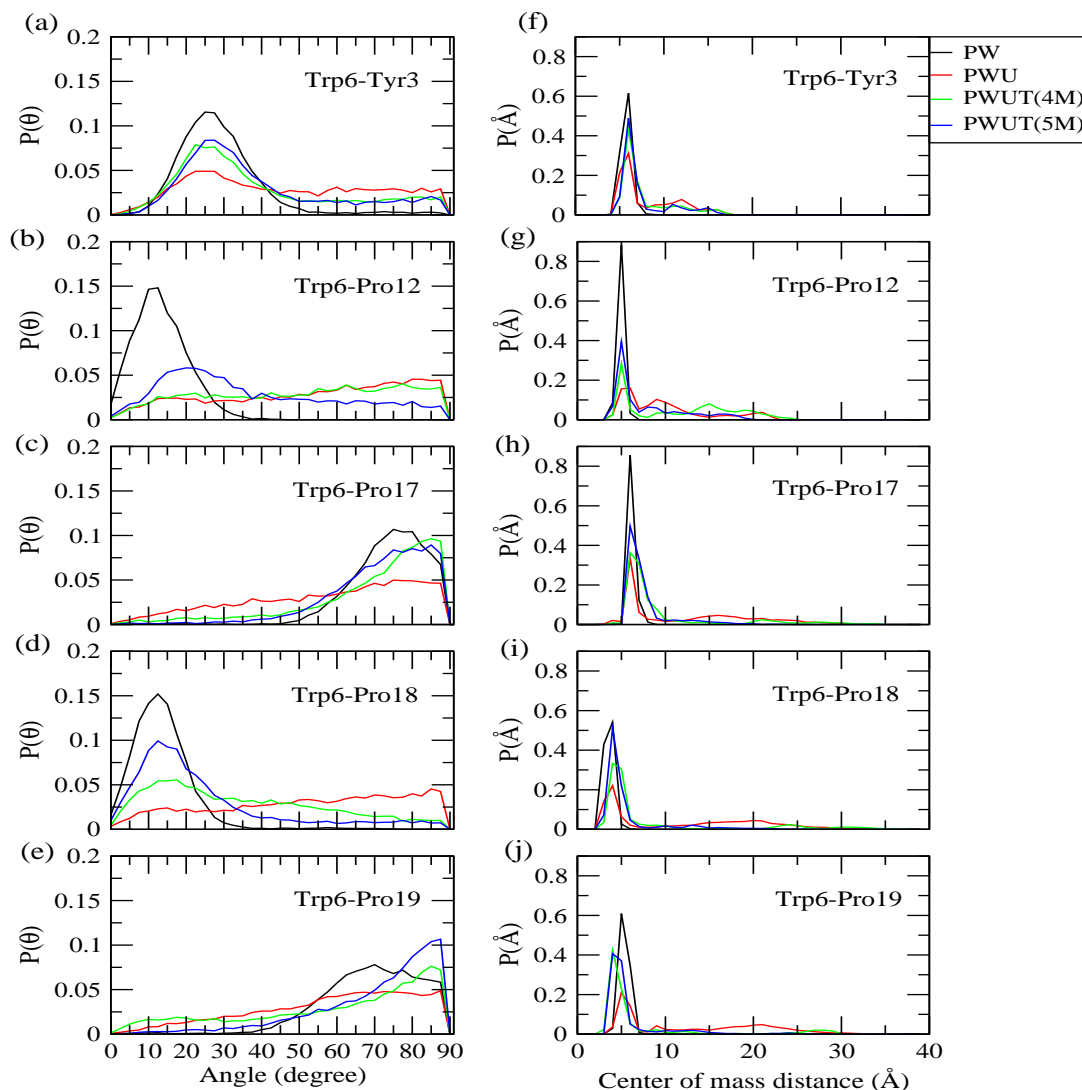 (a)
0.2
0.15
0.1
0.05
0
P(θ)
Trp6-Tyr3
(b)
0.2
0.15
0.1
0.05
0
P(θ)
Trp6-Pro12
(c)
0.2
0.15
0.1
0.05
0
P(θ)
Trp6-Pro17
(d)
0.2
0.15
0.1
0.05
0
P(θ)
Trp6-Pro18
(e)
0.2
0.15
0.1
0.05
0
P(θ)
Trp6-Pro19
0 10 20 30 40 50 60 70 80 90
Angle (degree)
(f)
0.8
0.6
0.4
0.2
0
P(Å)
Trp6-Tyr3
PW
PWU
PWUT(4M)
PWUT(5M)
(g)
0.8
0.6
0.4
0.2
0
P(Å)
Trp6-Pro12
0 10 20 30 40
(h)
0.8
0.6
0.4
0.2
0
P(Å)
Trp6-Pro17
(i)
0.8
0.6
0.4
0.2
0
P(Å)
Trp6-Pro18
(j)
0.8
0.6
0.4
0.2
0
P(Å)
Trp6-Pro19
0 10 20 30 40
Center of mass distance (Å)